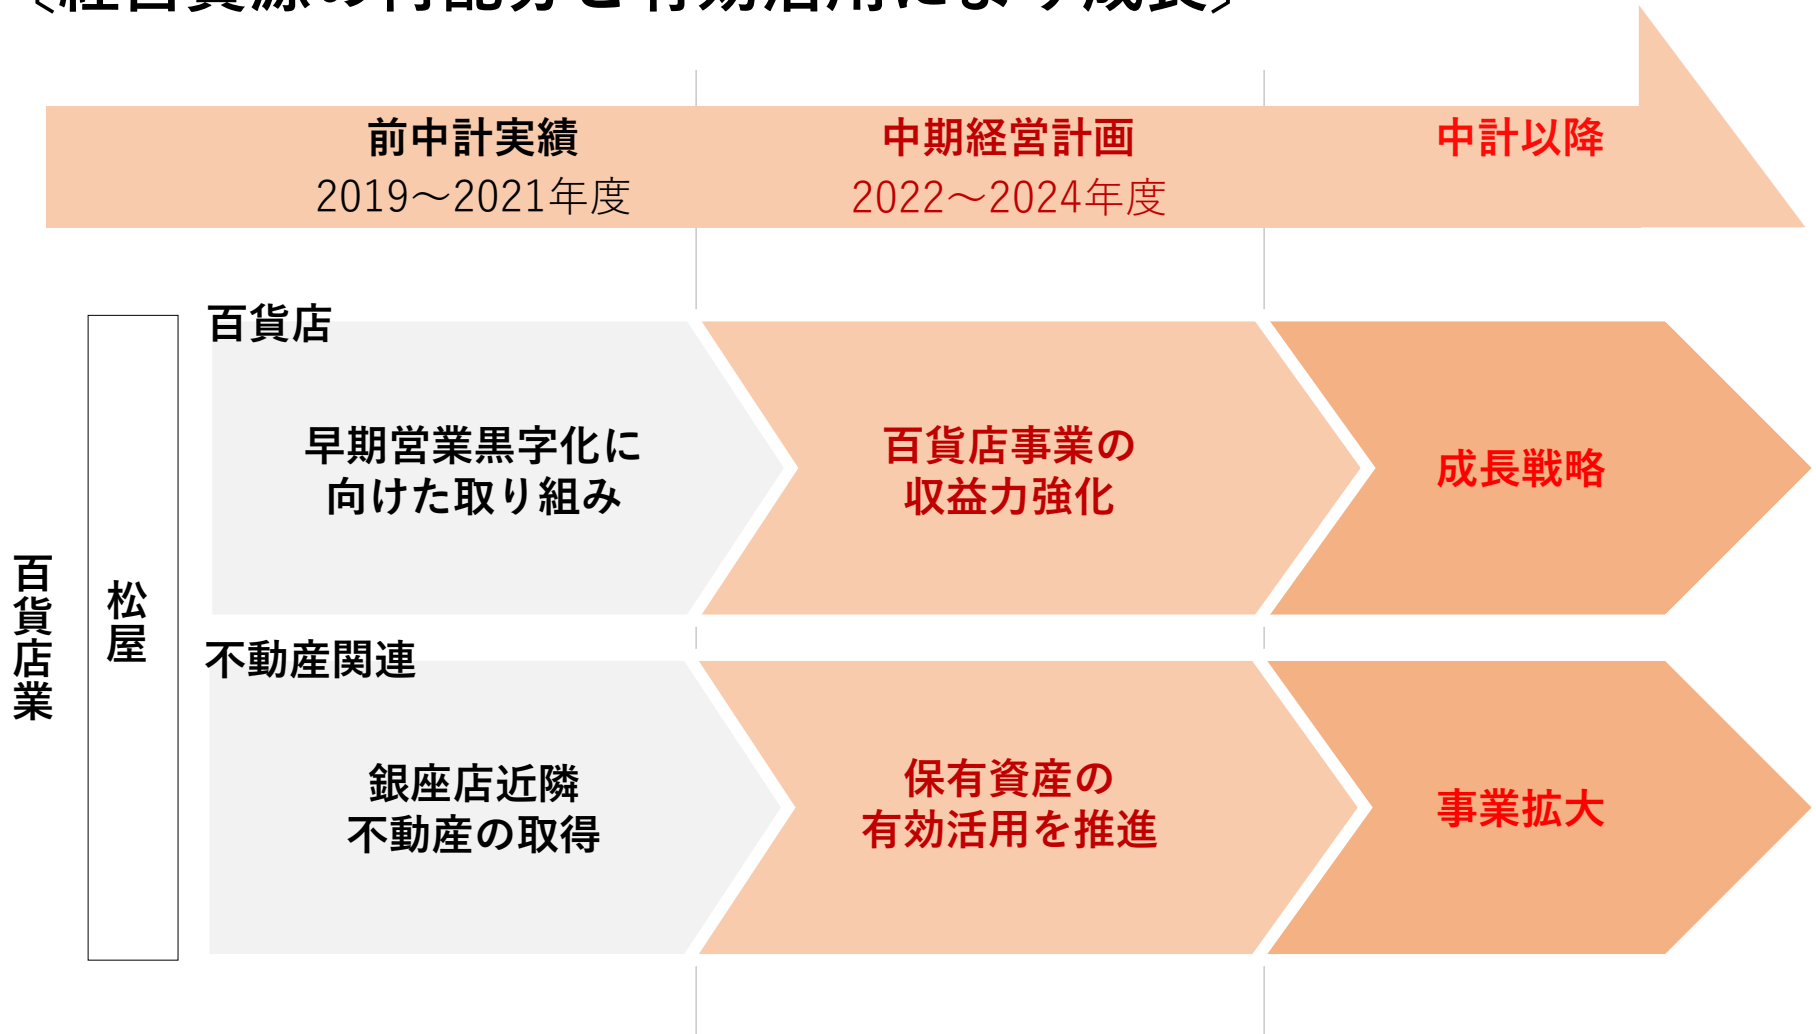 前中計実績
2019～2021年度
中期経営計画
2022～2024年度
中計以降
百貨店業
松屋
百貨店
早期営業黒字化に
向けた取り組み
百貨店事業の
収益力強化
成長戦略
不動産関連
銀座店近隣
不動産の取得
保有資産の
有効活用を推進
事業拡大